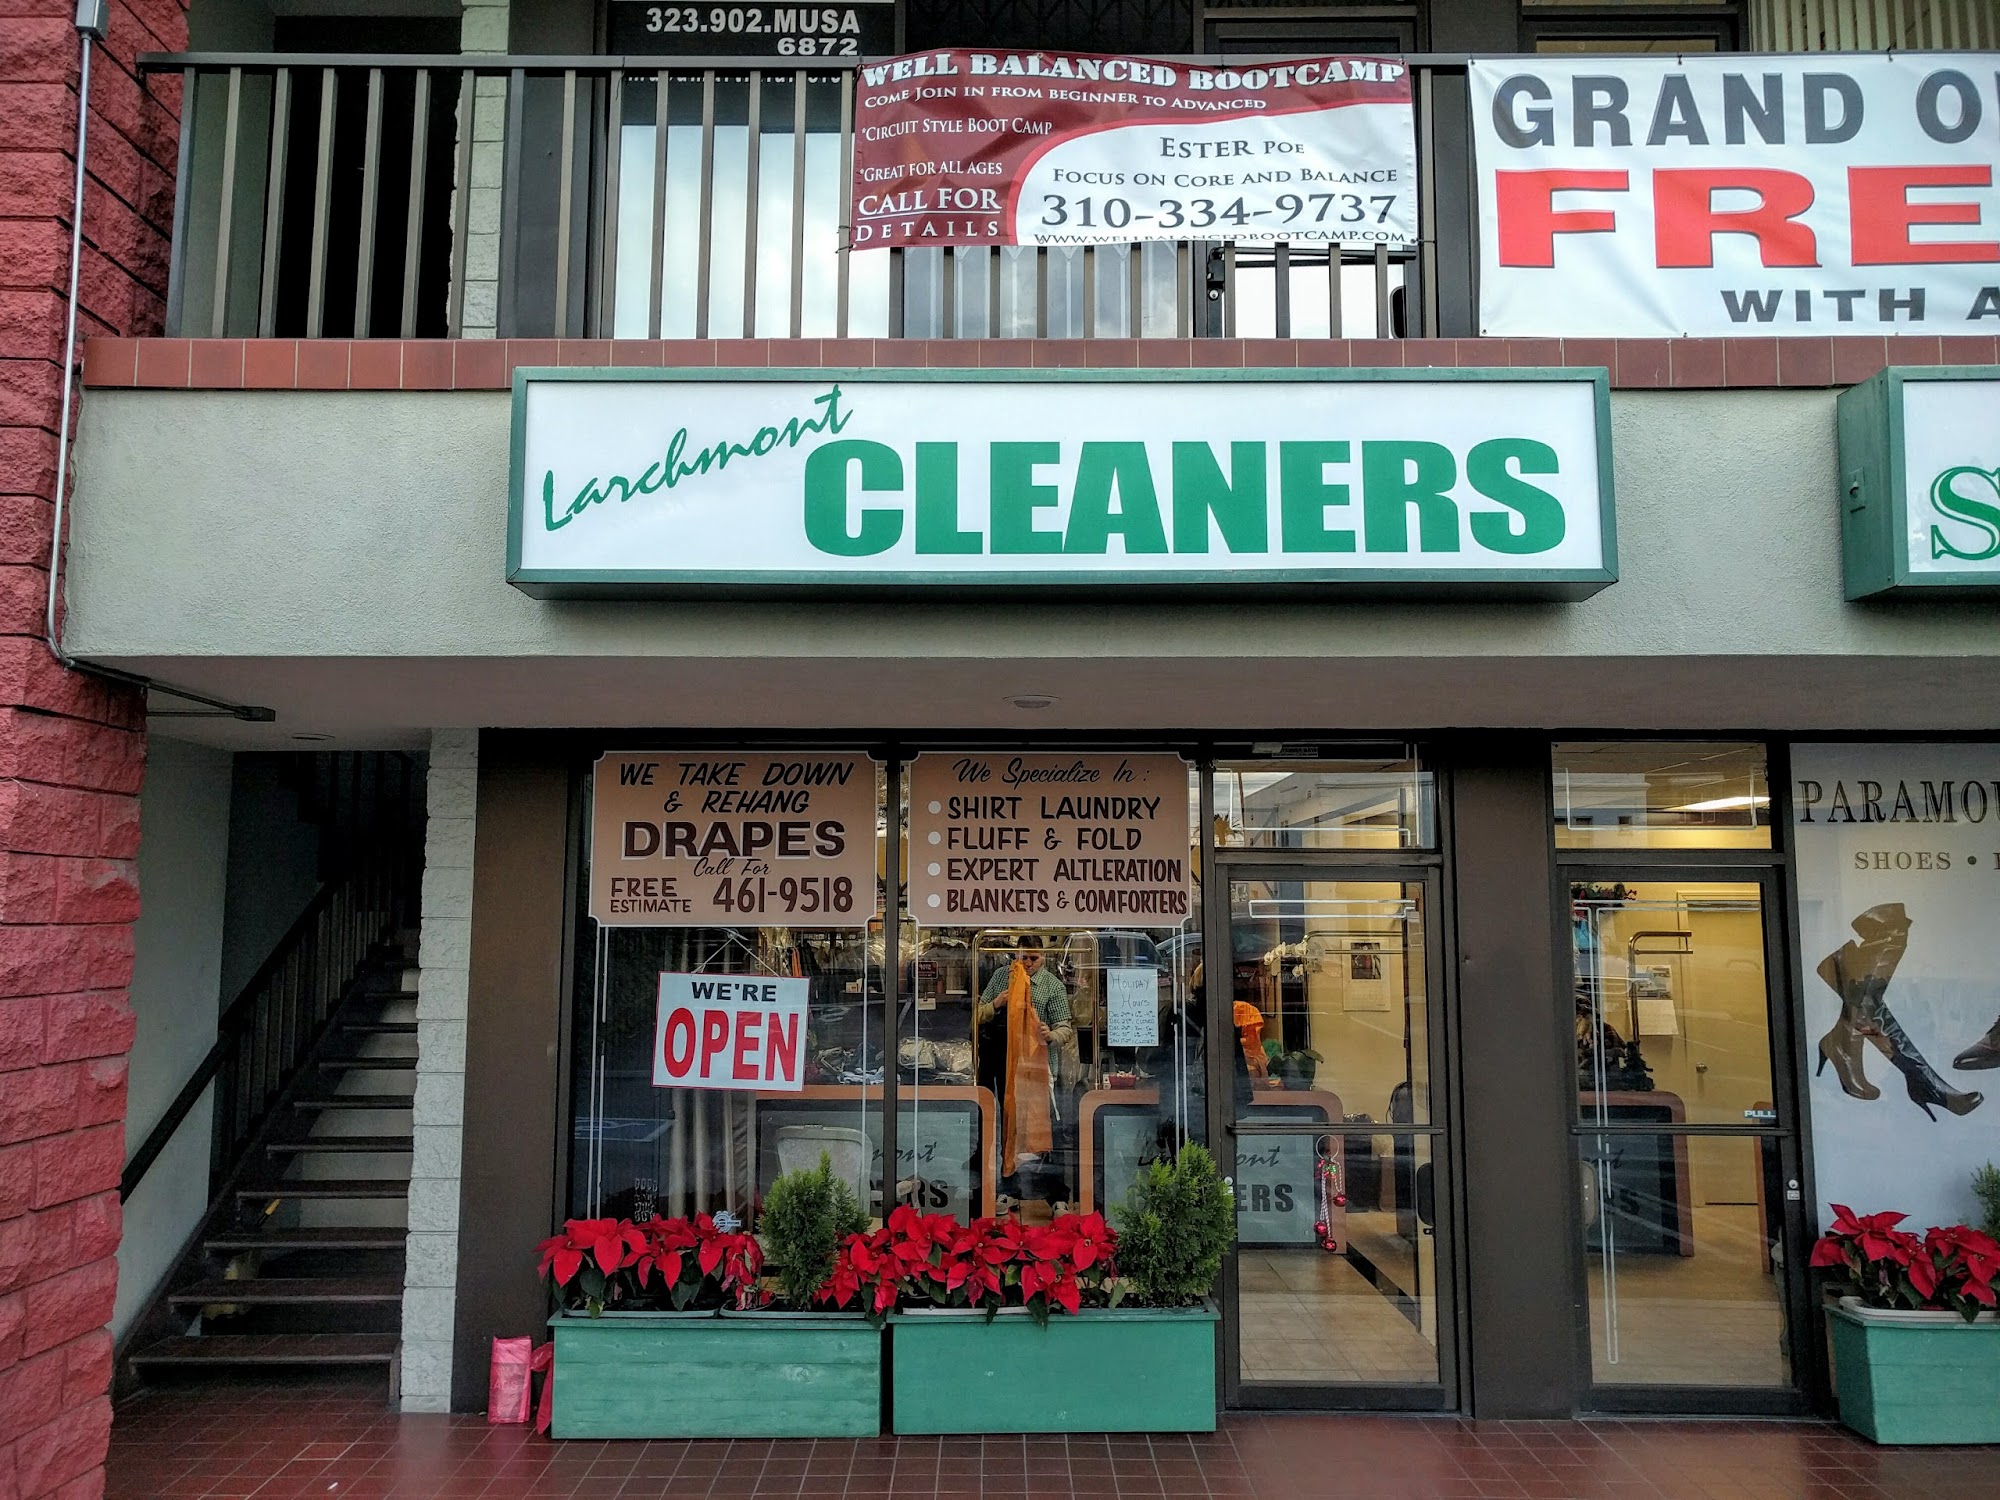 323.902.MUSA
6872
WELL BALANCED BOOTCAMP
COME JOIN IN FROM BEGINNER TO ADVANCED
*CIRCUIT STYLE BOOT CAMP
*GREAT FOR ALL AGES
CALL FOR
DETAILS
ESTER POE
FOCUS ON CORE AND BALANCE
310-334-9737
WWW.WELLBALANCEDBOOTCAMP.COM
GRAND O
FRE
WITH A
Larchmont
CLEANERS
S
WE TAKE DOWN
& REHANG
DRAPES
Call For
FREE
ESTIMATE
461-9518
We Specialize In:
SHIRT LAUNDRY
FLUFF & FOLD
EXPERT ALTLERATION
BLANKETS & COMFORTERS
WE'RE
OPEN
HOLIDAY
HOURS
PULL
PARAMOU
SHOES •